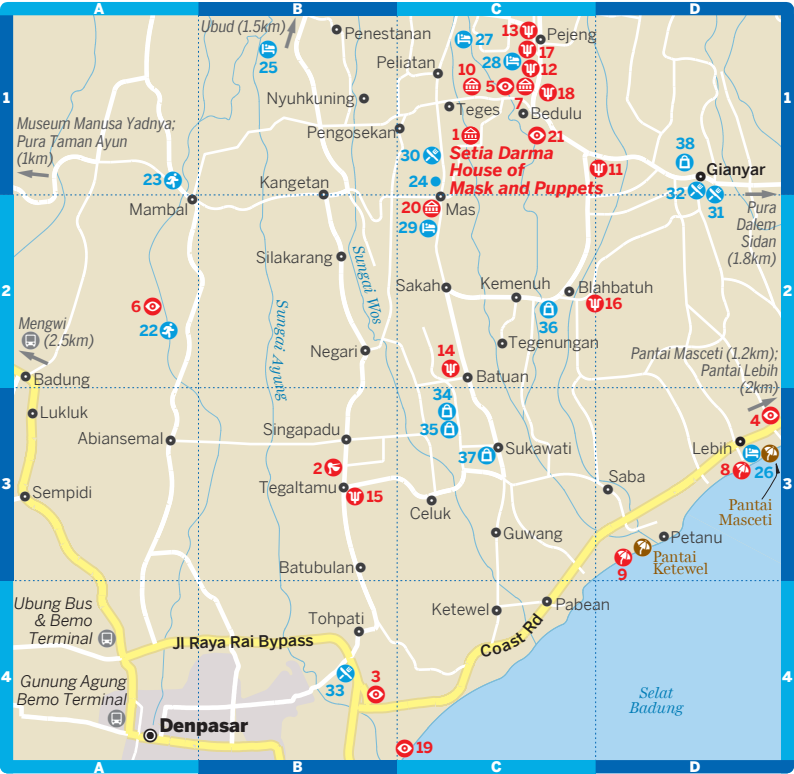 A
B
C
D
Ubud (1.5km)
25
Penestanan
27
13
Pejeng
17
Peliatan
28
12
10
5
7
18
1
1
Nyuhkuning
Teges
Bedulu
Museum Manusa Yadnya;
Pura Taman Ayun
(1km)
Pengosekan
1
21
30
Setia Darma
House of
Mask and Puppets
38
Gianyar
11
23
Kangetan
24
32
31
Mambal
20
Mas
29
Pura
Dalem
Sidan
(1.8km)
Silakarang
Sungai Wos
Sakah
Kemenuh
Blahbatuh
2
2
6
Sungai Ayung
36
16
22
Mengwi
(2.5km)
Tegenungan
Negari
14
Pantai Masceti (1.2km);
Pantai Lebih
(2km)
Badung
Batuan
Lukluk
34
4
Abiansemal
Singapadu
35
37
Sukawati
Lebih
2
8
26
3
3
Sempidi
Tegaltamu
15
Celuk
Saba
Pantai
Masceti
Guwang
Petanu
9
Pantai
Ketewel
Batubulan
Ubung Bus
& Bemo
Terminal
Tohpati
Ketewel
Pabean
Jl Raya Rai Bypass
Coast Rd
4
4
Gunung Agung
Bemo Terminal
33
3
Selat
Badung
Denpasar
19
A
B
C
D